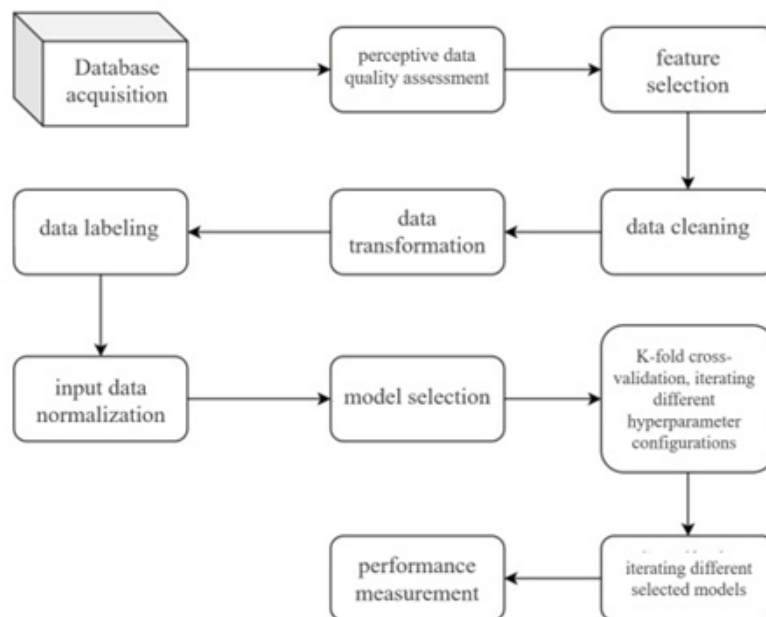 Database
acquisition
perceptive data
quality assessment
feature
selection
data labeling
data
transformation
data cleaning
input data
normalization
model selection
K-fold cross-
validation, iterating
different
hyperparameter
configurations
performance
measurement
iterating different
selected models